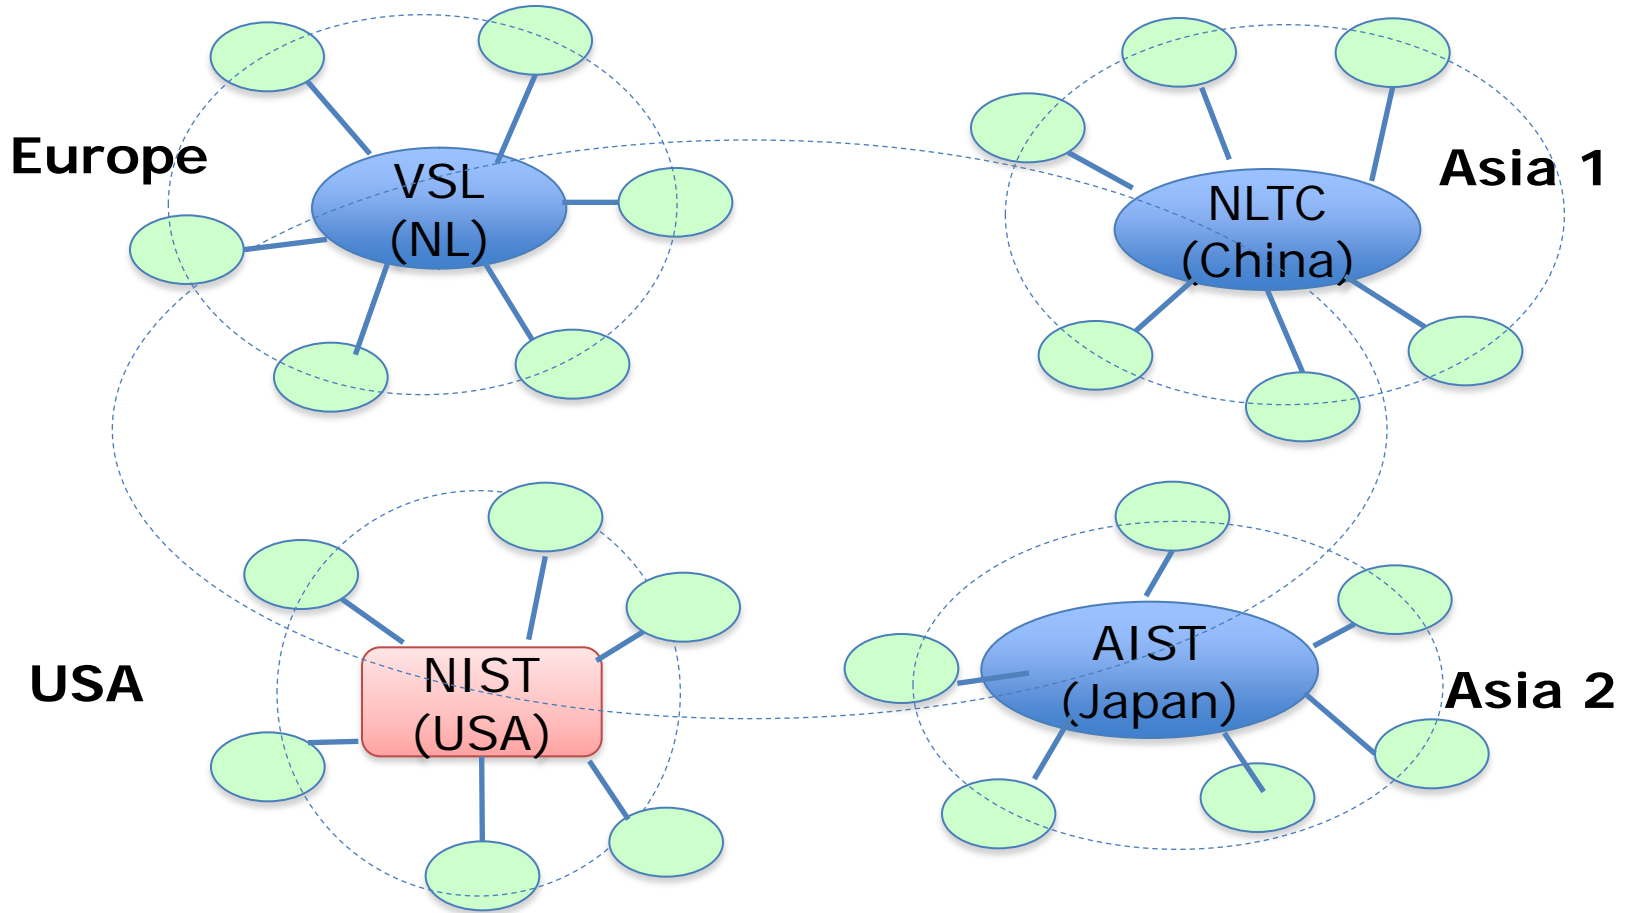 Europe
VSL
(NL)
NLTC
(China)
Asia 1
USA
NIST
(USA)
AIST
(Japan)
Asia 2